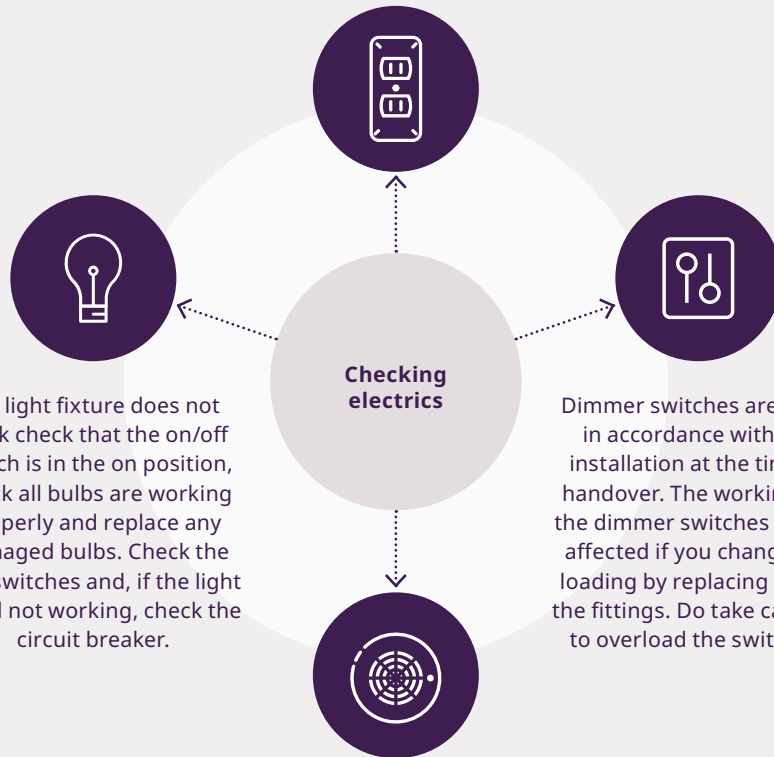 Checking
electrics
light fixture does not
k check that the on/off
ch is in the on position,
ck all bulbs are working
perly and replace any
maged bulbs. Check the
switches and, if the light
l not working, check the
circuit breaker.
Dimmer switches are
in accordance with
installation at the tim
handover. The workin
the dimmer switches
affected if you chang
loading by replacing
the fittings. Do take ca
to overload the swit